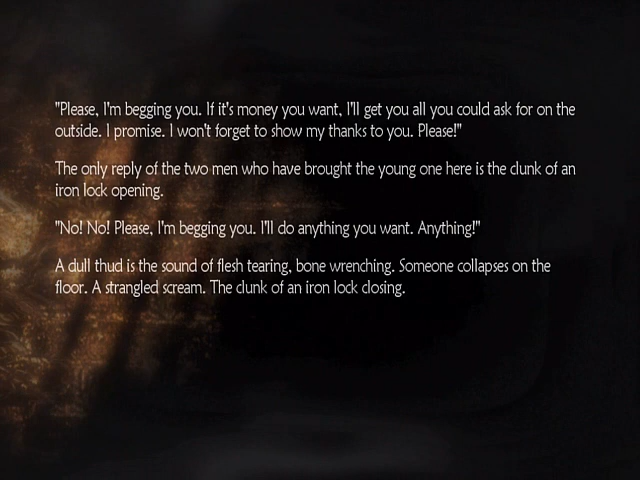 "Please, I'm begging you. If it's money you want, I'll get you all you could ask for on the
outside. I promise. I won't forget to show my thanks to you. Please!"
The only reply of the two men who have brought the young one here is the clunk of an
iron lock opening.
"No! No! Please, I'm begging you. I'll do anything you want. Anything!"
A dull thud is the sound of flesh tearing, bone wrenching. Someone collapses on the
floor. A strangled scream. The clunk of an iron lock closing.